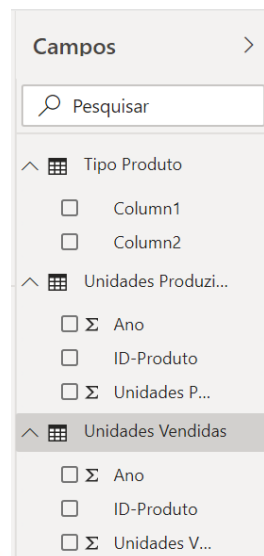 Campos
Pesquisar
Tipo Produto
Column1
Column2
Unidades Produzi...
Σ Ano
ID-Produto
Σ Unidades P...
Unidades Vendidas
Σ Ano
ID-Produto
Σ Unidades V...